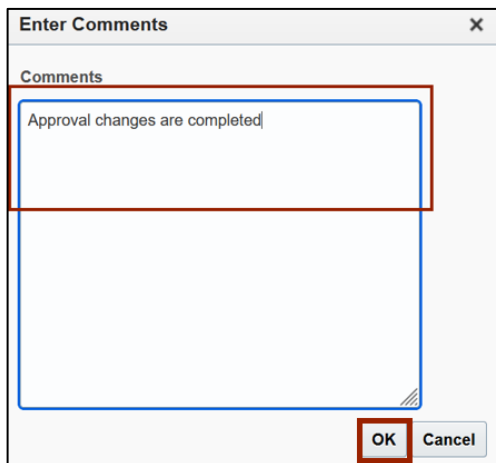 Enter Comments
Comments
Approval changes are completed
OK Cancel